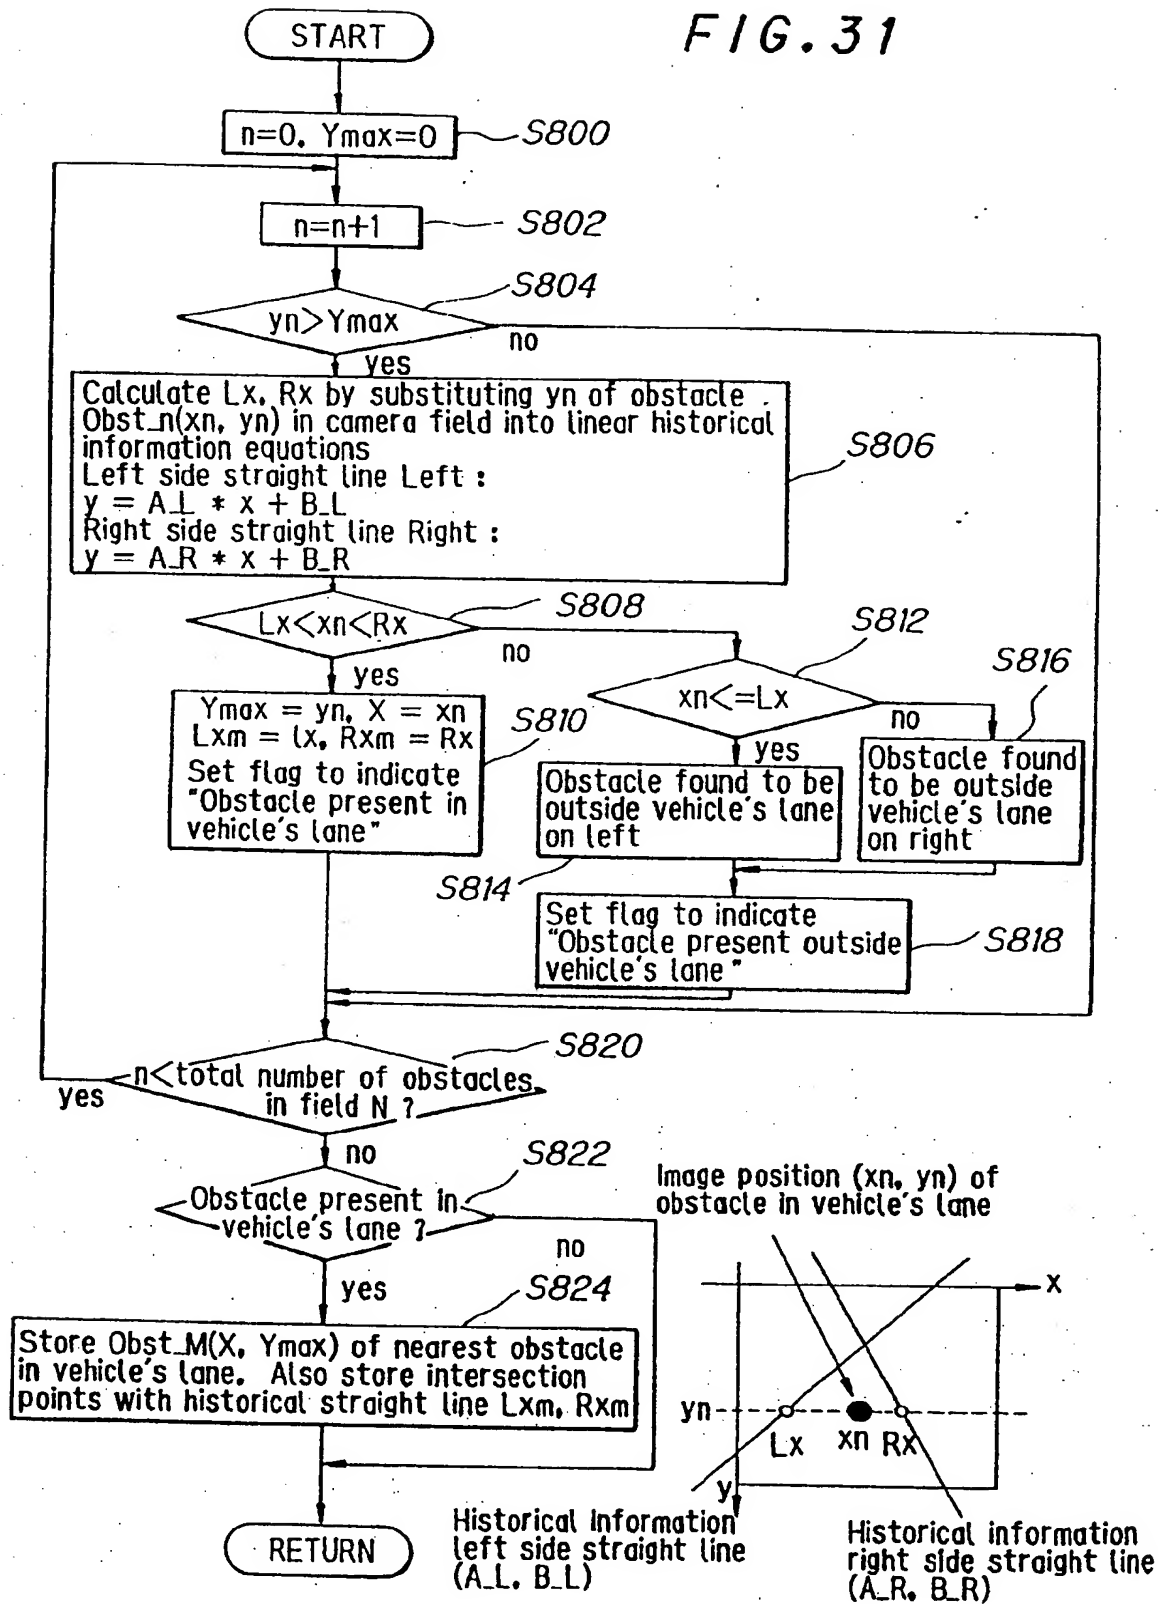 FIG.31
START
n=0, Ymax=0
S800
n=n+1
S802
S804
yn>Ymax
no
yes
Calculate Lx, Rx by substituting yn of obstacle
Obst_n(xn, yn) in camera field into linear historical
information equations
Left side straight line Left :
y = A_L * x + B_L
Right side straight line Right :
y = A_R * x + B_R
S806
S808
Lx<xn<Rx
no
yes
S812
xn<=Lx
no
yes
S816
Ymax = yn, X = xn
Lxm = lx, Rxm = Rx
Set flag to indicate
"Obstacle present in
vehicle's lane"
S810
Obstacle found to be
outside vehicle's lane
on left
S814
Obstacle found
to be outside
vehicle's lane
on right
Set flag to indicate
"Obstacle present outside
vehicle's lane"
S818
S820
n<total number of obstacles
in field N ?
yes
no
S822
Obstacle present in
vehicle's lane ?
no
yes
S824
Store Obst_M(X, Ymax) of nearest obstacle
in vehicle's lane. Also store intersection
points with historical straight line Lxm, Rxm
RETURN
Image position (xn, yn) of
obstacle in vehicle's lane
x
yn
Lx
xn
Rx
y
Historical Information
left side straight line
(A_L, B_L)
Historical information
right side straight line
(A_R, B_R)